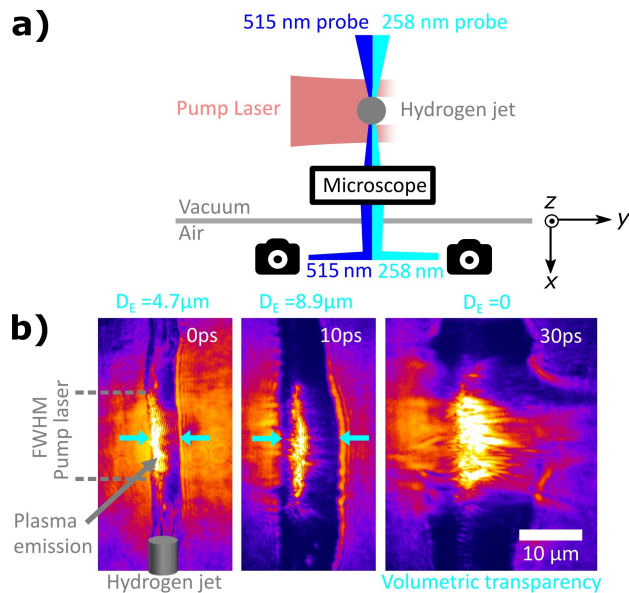 a)
515 nm probe 258 nm probe
Pump Laser
Hydrogen jet
Microscope
Vacuum
Air
z
y
x
515 nm 258 nm
b)
D_E =4.7μm D_E =8.9μm D_E =0
0ps 10ps 30ps
FWHM
Pump laser
Plasma
emission
10 μm
Hydrogen jet Volumetric transparency